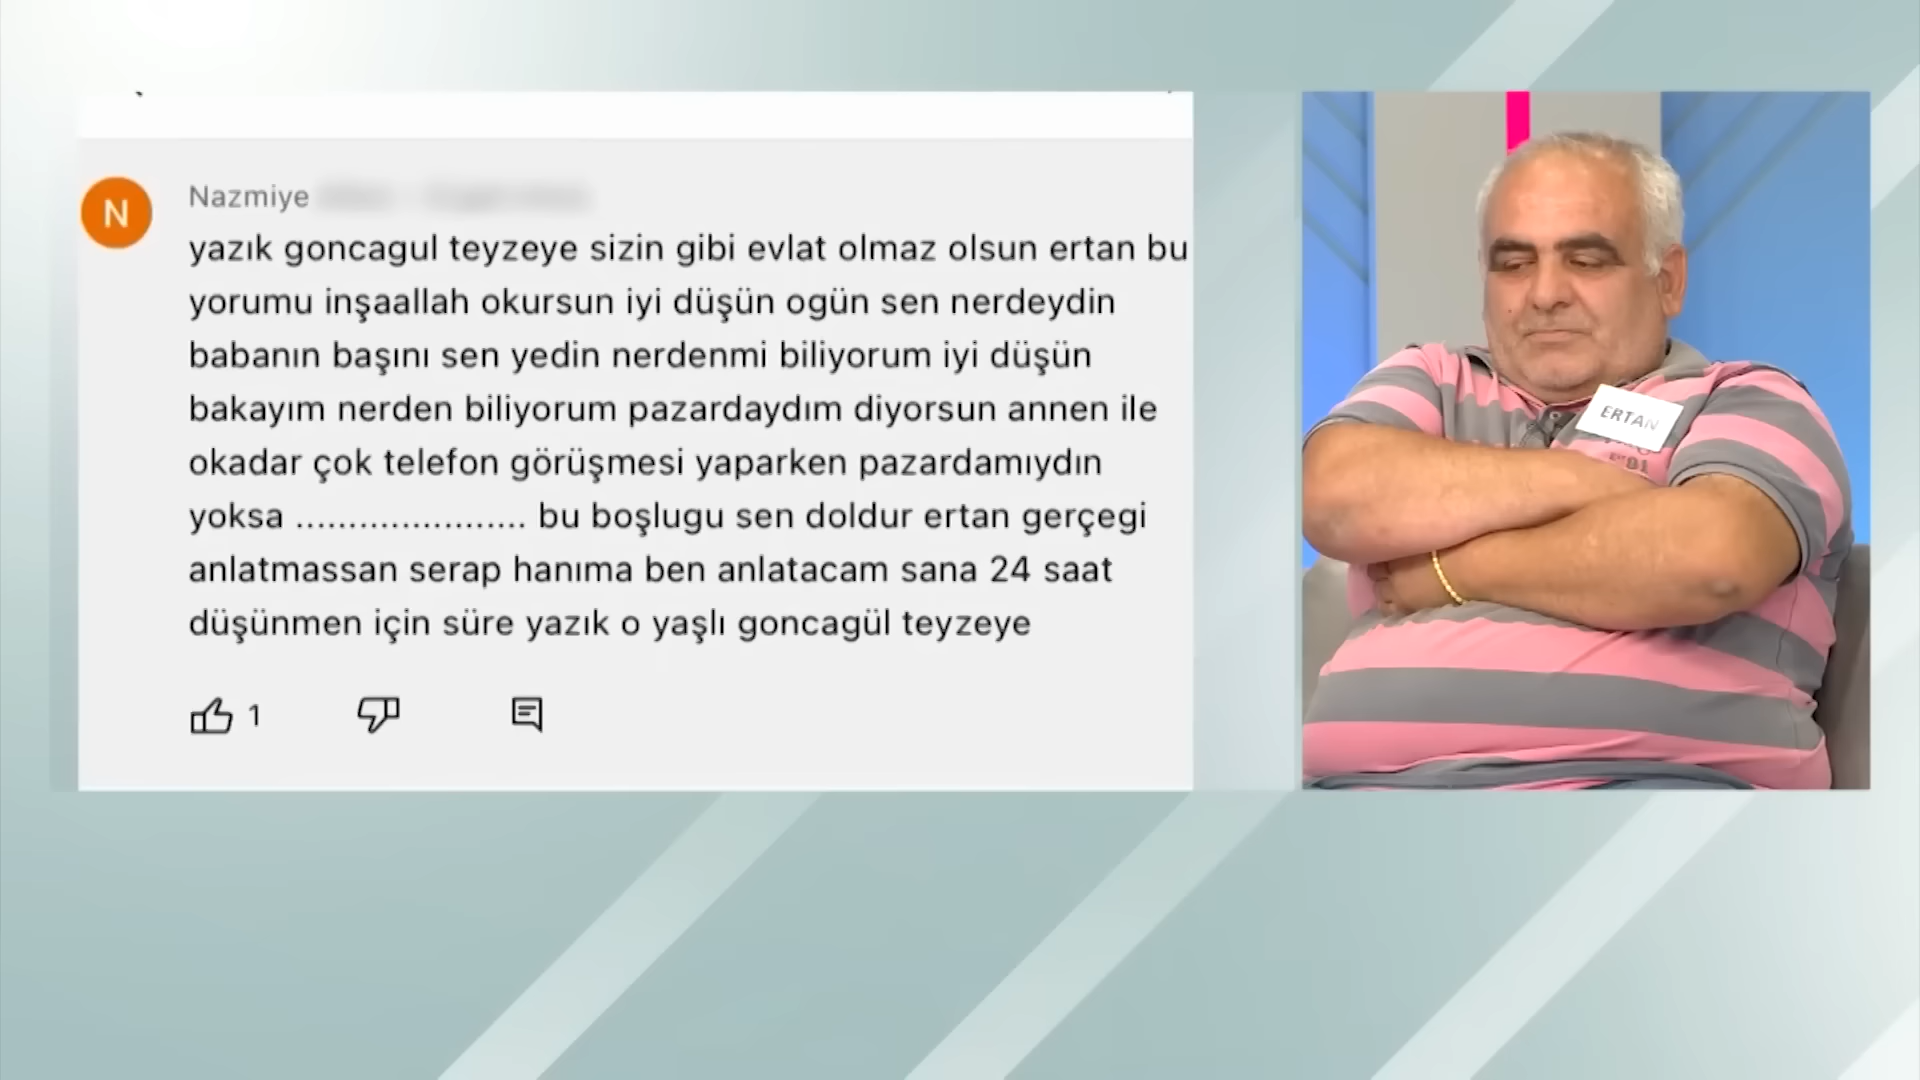 Nazmiye
yazık goncagul teyzeye sizin gibi evlat olmaz olsun ertan bu
yorumu inşaallah okursun iyi düşün ogün sen nerdeydin
babanın başını sen yedin nerdenmi biliyorum iyi düşün
bakayım nerden biliyorum pazardaydım diyorsun annen ile
okadar çok telefon görüşmesi yaparken pazardamıydın
yoksa ...................... bu boşlugu sen doldur ertan gerçegi
anlatmassan serap hanıma ben anlatacam sana 24 saat
düşünmen için süre yazık o yaşlı goncagül teyzeye
1
N
ERTAN